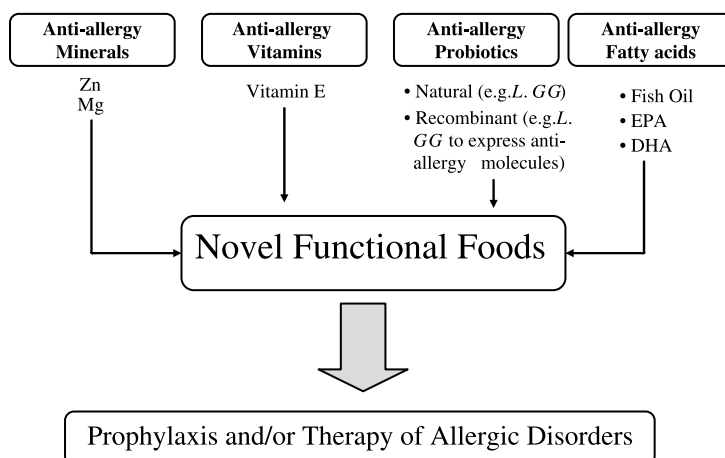 Anti-allergy
Minerals
Zn
Mg
Anti-allergy
Vitamins
Vitamin E
Anti-allergy
Probiotics
• Natural (e.g.L. GG)
• Recombinant (e.g.L.
GG to express anti-
allergy molecules)
Anti-allergy
Fatty acids
• Fish Oil
• EPA
• DHA
Novel Functional Foods
Prophylaxis and/or Therapy of Allergic Disorders